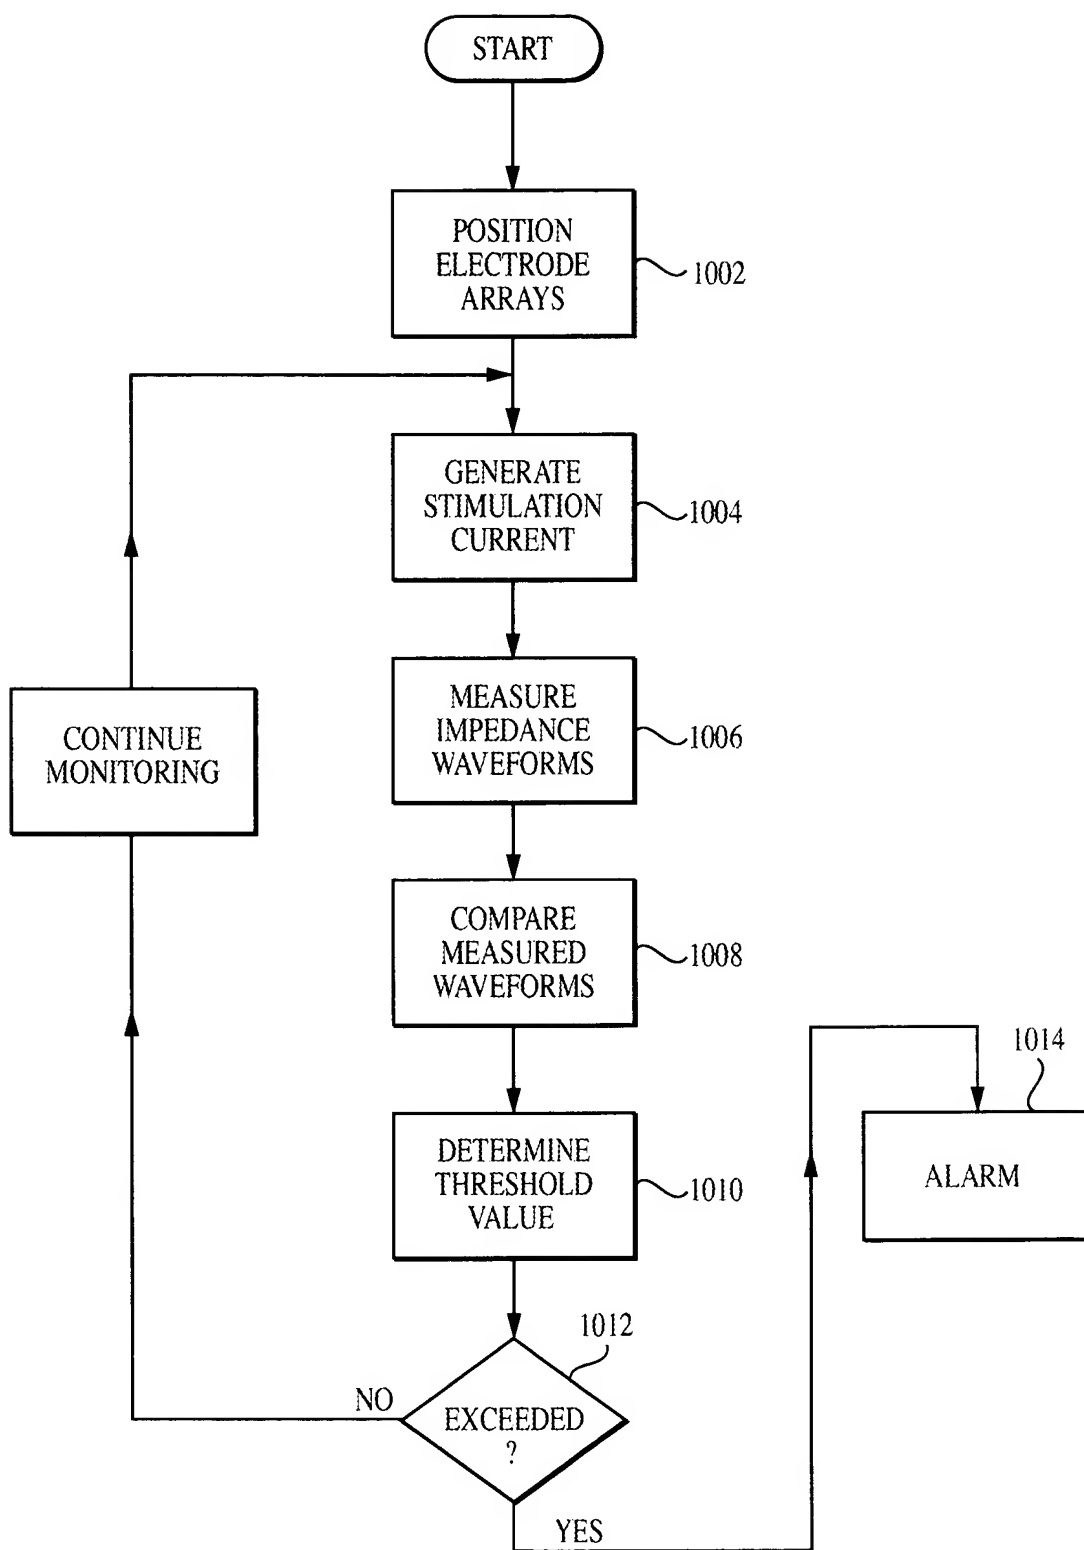 START
POSITION
ELECTRODE
ARRAYS
1002
GENERATE
STIMULATION
CURRENT
1004
MEASURE
IMPEDANCE
WAVEFORMS
1006
CONTINUE
MONITORING
COMPARE
MEASURED
WAVEFORMS
1008
DETERMINE
THRESHOLD
VALUE
1010
1014
ALARM
1012
EXCEEDED
?
NO
YES